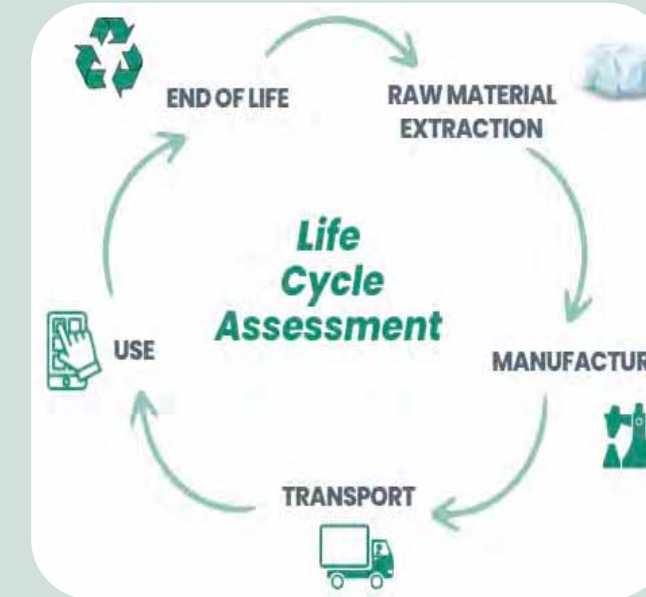 END OF LIFE
RAW MATERIAL
EXTRACTION
Life
Cycle
Assessment
USE
MANUFACTUR
TRANSPORT